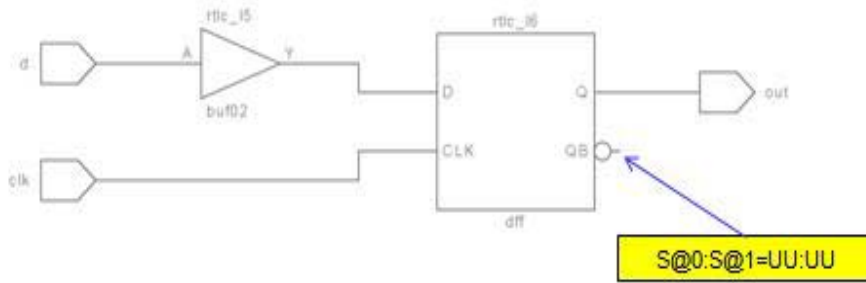 rtlc_I5
rtlc_I6
d
A
Y
buf02
D
Q
out
clk
CLK
QB
dff
S@0:S@1=UU:UU